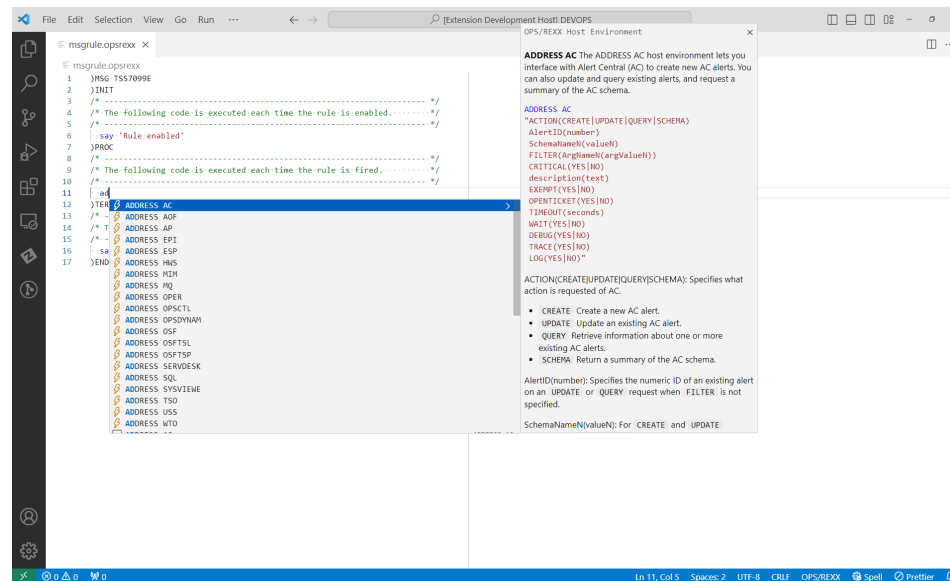 File Edit Selection View Go Run ··· ← → [Extension Development Host] DEVOPS
msgrule.opsrexx ×
msgrule.opsrexx
1 )MSG TSS7099E
2 )INIT
3 /* ------------------------------------------------------------------ */
4 /* The following code is executed each time the rule is enabled. */
5 /* ------------------------------------------------------------------ */
6 say 'Rule enabled'
7 )PROC
8 /* ------------------------------------------------------------------ */
9 /* The following code is executed each time the rule is fired. */
10 /* ------------------------------------------------------------------ */
11 ad
12 )TER
13 /* -
14 /* T
15 /* -
16 sa
17 )END
ADDRESS AC
ADDRESS AOF
ADDRESS AP
ADDRESS EPI
ADDRESS ESP
ADDRESS HWS
ADDRESS MIM
ADDRESS MQ
ADDRESS OPER
ADDRESS OPSCTL
ADDRESS OPSDYNAM
ADDRESS OSF
ADDRESS OSFTSL
ADDRESS OSFTSP
ADDRESS SERVDESK
ADDRESS SQL
ADDRESS SYSVIEWE
ADDRESS TSO
ADDRESS USS
ADDRESS WTO
OPS/REXX Host Environment ×
ADDRESS AC The ADDRESS AC host environment lets you
interface with Alert Central (AC) to create new AC alerts. You
can also update and query existing alerts, and request a
summary of the AC schema.
ADDRESS AC
"ACTION(CREATE|UPDATE|QUERY|SCHEMA)
AlertID(number)
SchemaNameN(valueN)
FILTER(ArgNameN(argValueN))
CRITICAL(YES|NO)
description(text)
EXEMPT(YES|NO)
OPENTICKET(YES|NO)
TIMEOUT(seconds)
WAIT(YES|NO)
DEBUG(YES|NO)
TRACE(YES|NO)
LOG(YES|NO)"
ACTION(CREATE|UPDATE|QUERY|SCHEMA): Specifies what
action is requested of AC.
• CREATE Create a new AC alert.
• UPDATE Update an existing AC alert.
• QUERY Retrieve information about one or more
existing AC alerts.
• SCHEMA Return a summary of the AC schema.
AlertID(number): Specifies the numeric ID of an existing alert
on an UPDATE or QUERY request when FILTER is not
specified.
SchemaNameN(valueN): For CREATE and UPDATE
0 0 0 Ln 11, Col 5 Spaces: 2 UTF-8 CRLF OPS/REXX Spell Prettier